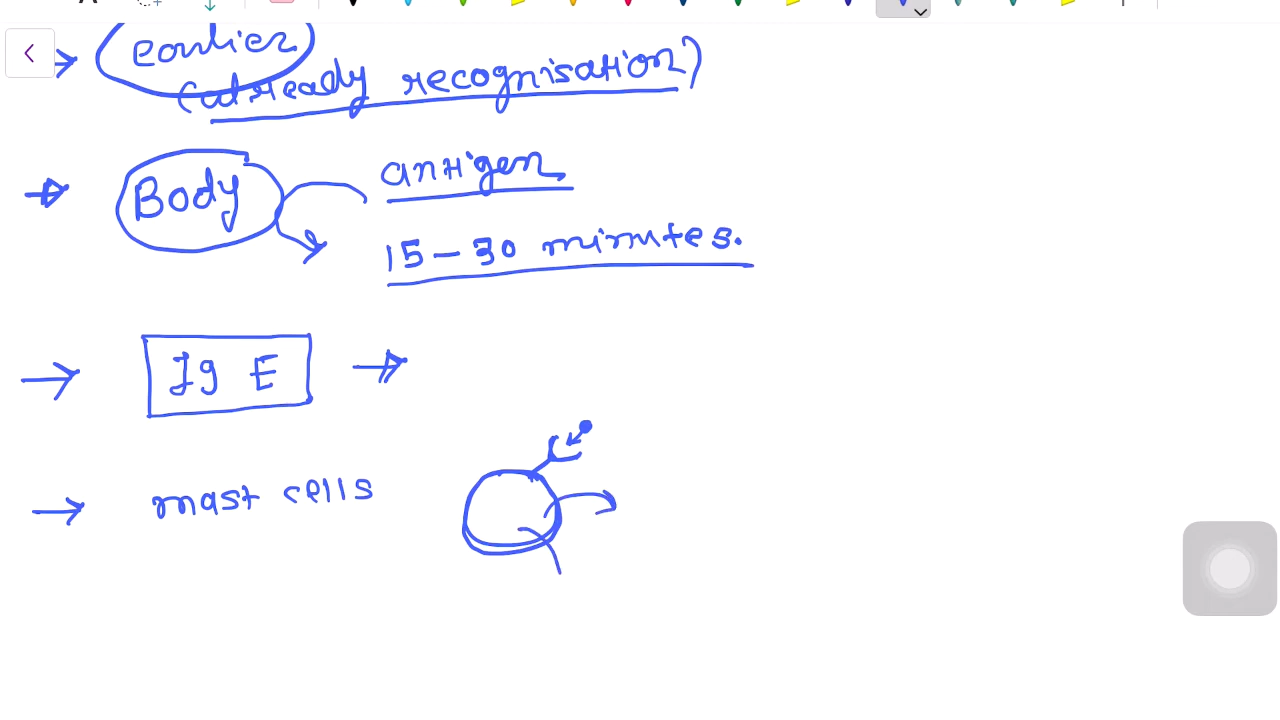 earlier
(already recognisation)
Body antigen
15-30 minutes.
Ig E
mast cells